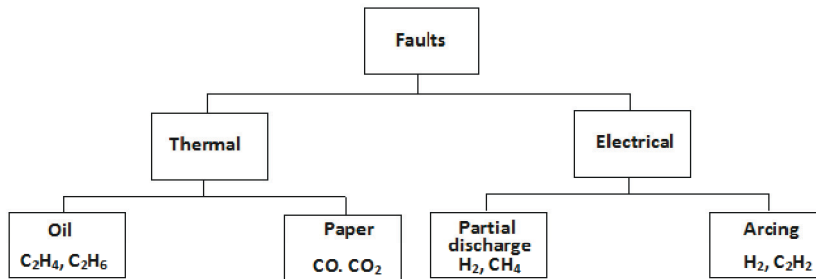 Faults
Thermal
Electrical
Oil
C₂H₄, C₂H₆
Paper
CO. CO₂
Partial
discharge
H₂, CH₄
Arcing
H₂, C₂H₂